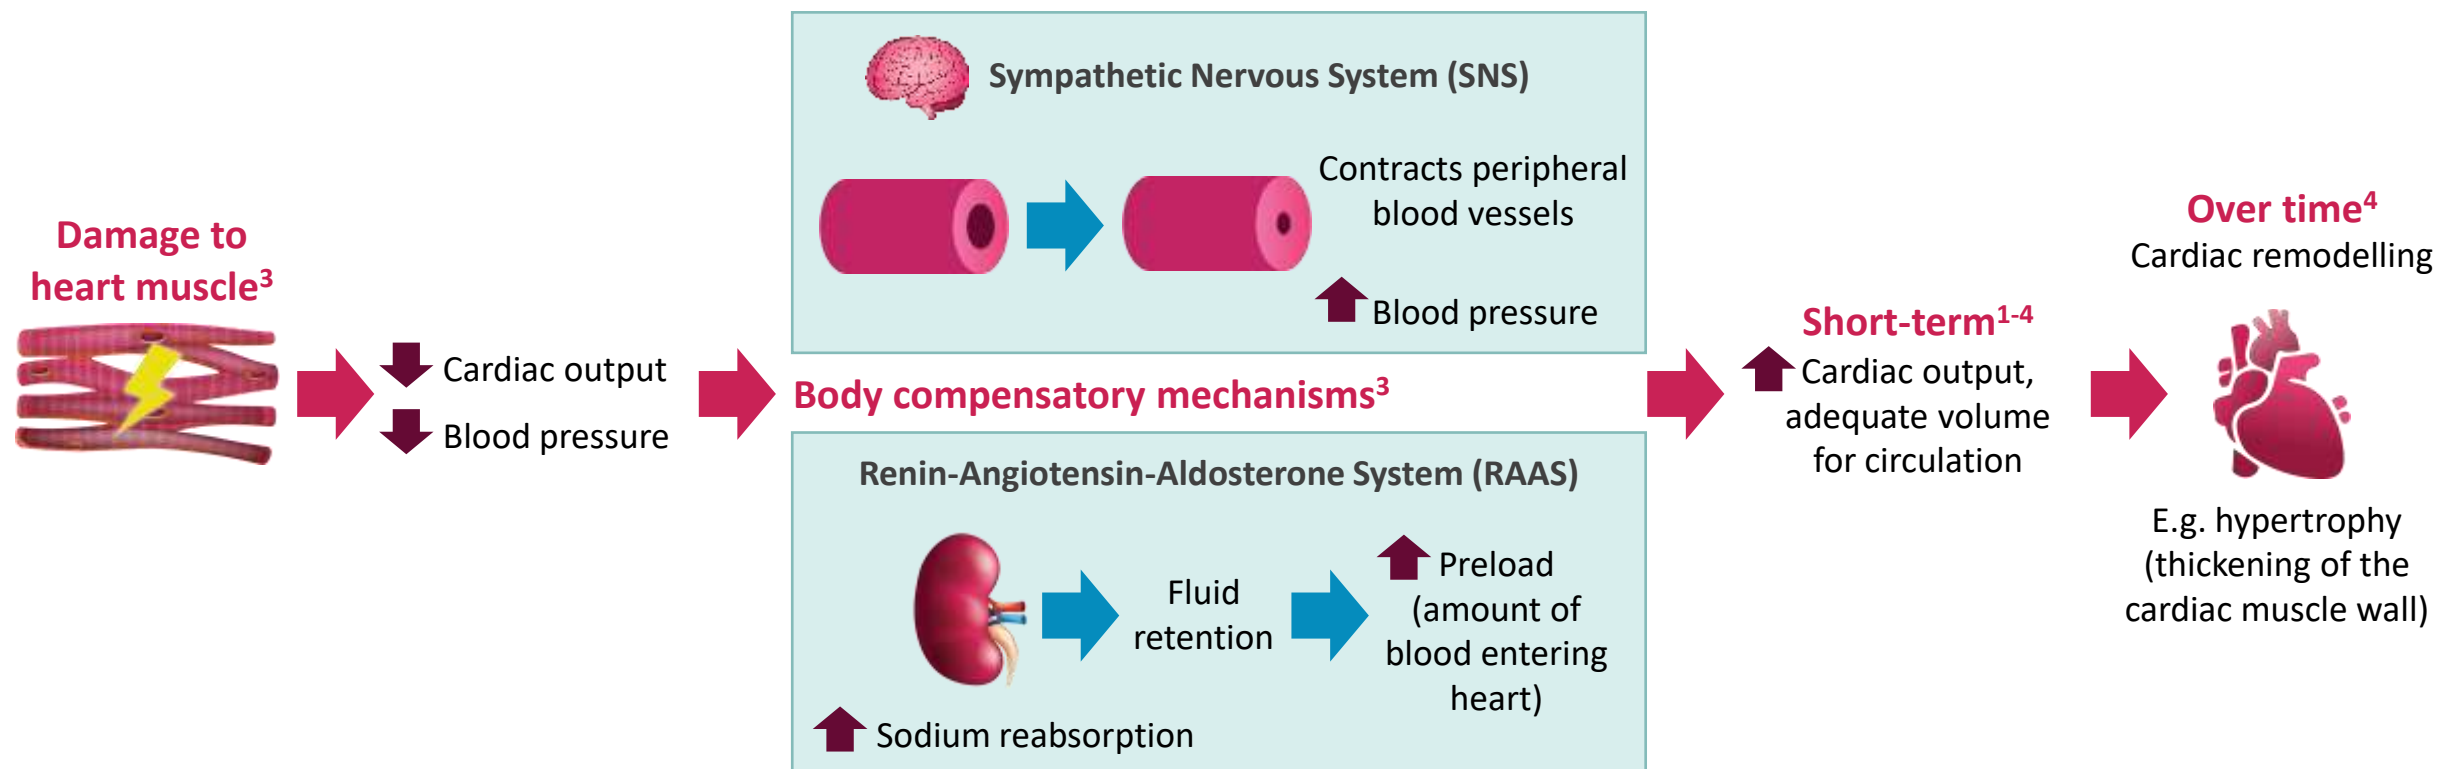 Damage to
heart muscle3
Cardiac output
Blood pressure
Sympathetic Nervous System (SNS)
Contracts peripheral
blood vessels
Blood pressure
Body compensatory mechanisms3
Renin-Angiotensin-Aldosterone System (RAAS)
Fluid
retention
Preload
(amount of
blood entering
heart)
Sodium reabsorption
Short-term1-4
Cardiac output,
adequate volume
for circulation
Over time4
Cardiac remodelling
E.g. hypertrophy
(thickening of the
cardiac muscle wall)